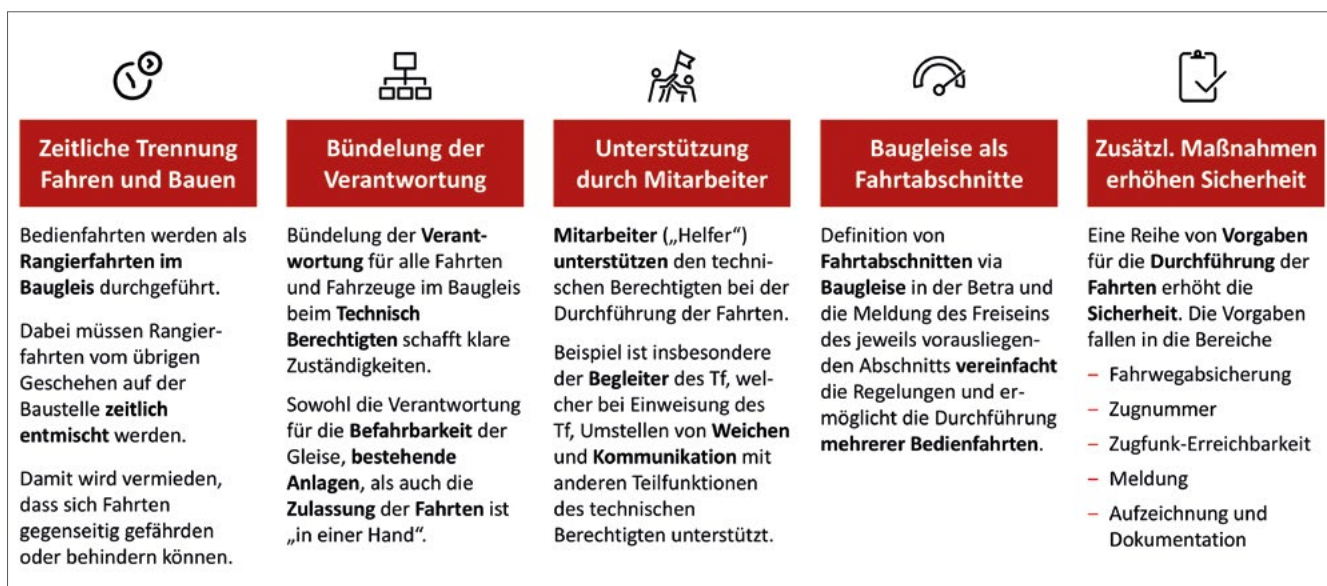 Zeitliche Trennung
Fahren und Bauen
Bedienfahrten werden als
Rangierfahrten im
Baugleis durchgeführt.
Dabei müssen Rangier-
fahrten vom übrigen
Geschehen auf der
Baustelle zeitlich
entmischt werden.
Damit wird vermieden,
dass sich Fahrten
gegenseitig gefährden
oder behindern können.
Bündelung der
Verantwortung
Bündelung der Verant-
wortung für alle Fahrten
und Fahrzeuge im Baugleis
beim Technisch
Berechtigten schafft klare
Zuständigkeiten.
Sowohl die Verantwortung
für die Befahrbarkeit der
Gleise, bestehende
Anlagen, als auch die
Zulassung der Fahrten ist
„in einer Hand“.
Unterstützung
durch Mitarbeiter
Mitarbeiter („Helfer“)
unterstützen den techni-
schen Berechtigten bei der
Durchführung der Fahrten.
Beispiel ist insbesondere
der Begleiter des Tf, wel-
cher bei Einweisung des
Tf, Umstellen von Weichen
und Kommunikation mit
anderen Teilfunktionen
des technischen
Berechtigten unterstützt.
Baugleise als
Fahrtabschnitte
Definition von
Fahrtabschnitten via
Baugleise in der Betra und
die Meldung des Freiseins
des jeweils vorausliegen-
den Abschnitts vereinfacht
die Regelungen und er-
möglicht die Durchführung
mehrerer Bedienfahrten.
Zusätzl. Maßnahmen
erhöhen Sicherheit
Eine Reihe von Vorgaben
für die Durchführung der
Fahrten erhöht die
Sicherheit. Die Vorgaben
fallen in die Bereiche
– Fahrwegabsicherung
– Zugnummer
– Zugfunk-Erreichbarkeit
– Meldung
– Aufzeichnung und
Dokumentation